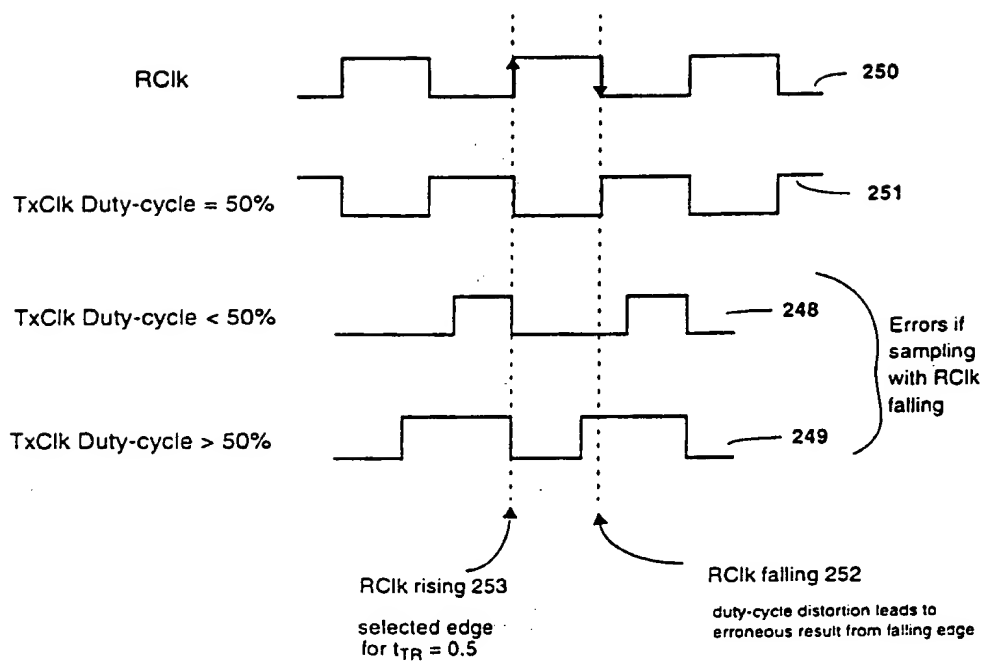 RClk
250
TxClk Duty-cycle = 50%
251
TxClk Duty-cycle < 50%
248
Errors if
sampling
with RClk
falling
TxClk Duty-cycle > 50%
249
RClk rising 253
selected edge
for tTR = 0.5
RClk falling 252
duty-cycle distortion leads to
erroneous result from falling edge